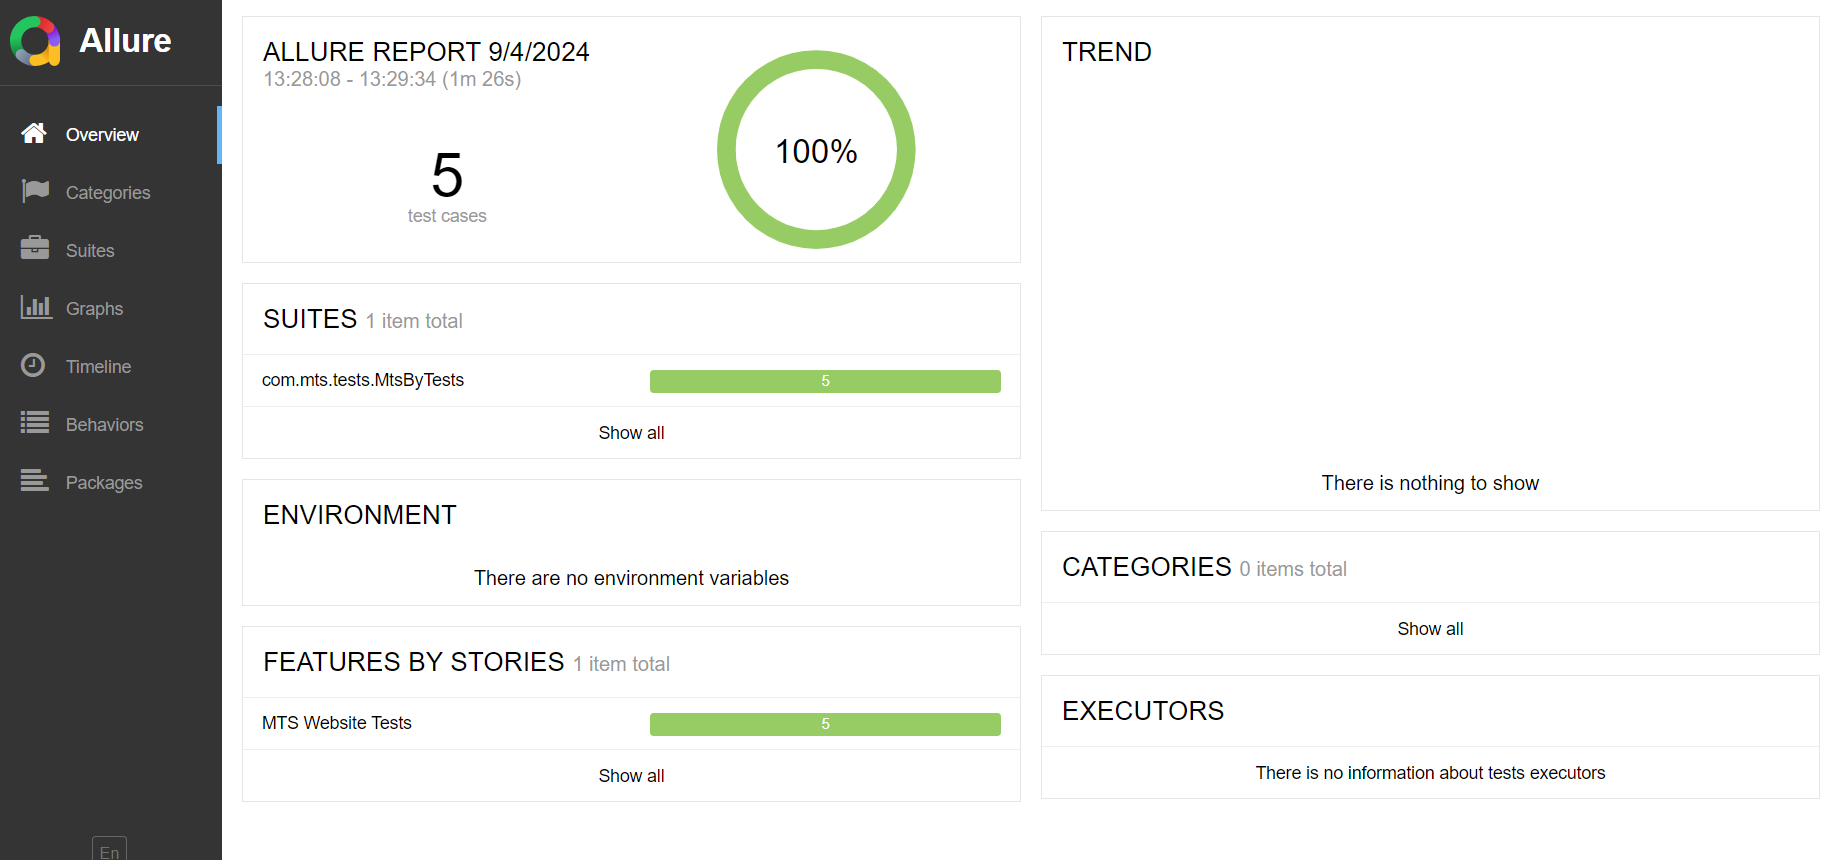 Allure
Overview
Categories
Suites
Graphs
Timeline
Behaviors
Packages
En
ALLURE REPORT 9/4/2024
13:28:08 - 13:29:34 (1m 26s)
5
test cases
100%
SUITES 1 item total
com.mts.tests.MtsByTests 5
Show all
ENVIRONMENT
There are no environment variables
FEATURES BY STORIES 1 item total
MTS Website Tests 5
Show all
TREND
There is nothing to show
CATEGORIES 0 items total
Show all
EXECUTORS
There is no information about tests executors